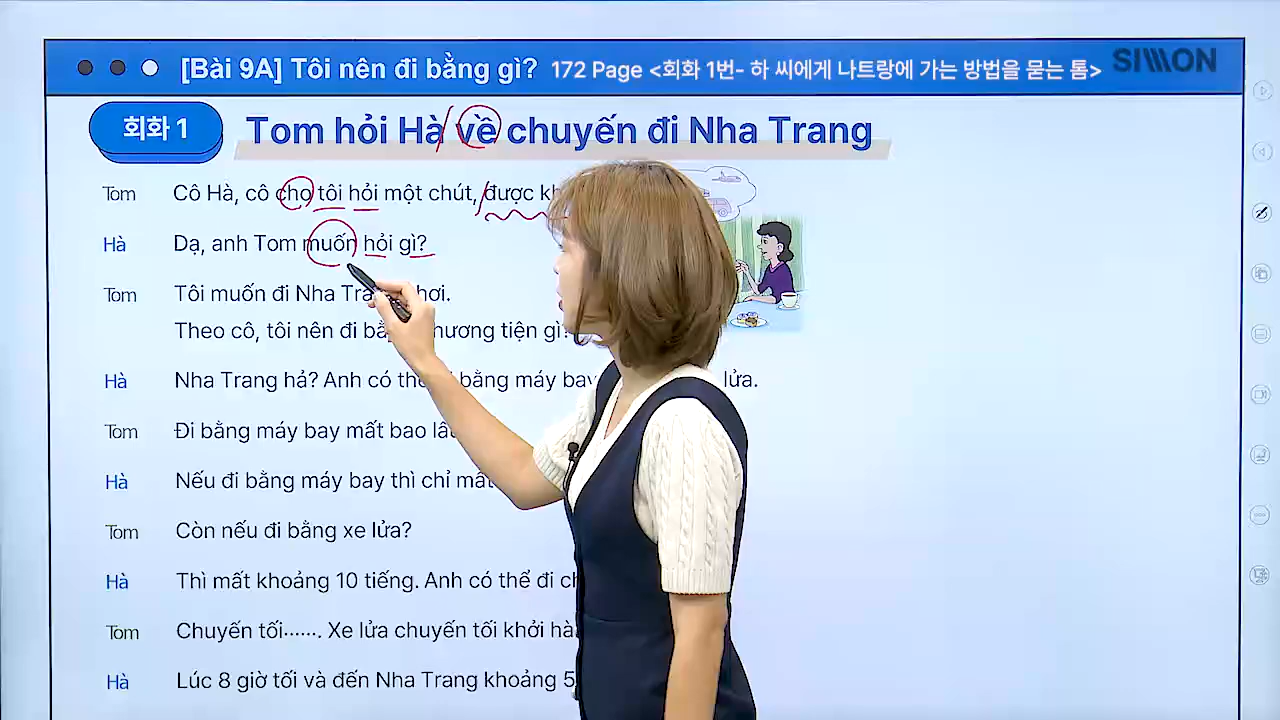 [Bài 9A] Tôi nên đi bằng gì? 172 Page <회화 1번- 하 씨에게 나트랑에 가는 방법을 묻는 톰> SIWON
회화 1 Tom hỏi Hà về chuyến đi Nha Trang
Tom Cô Hà, cô cho tôi hỏi một chút, được
Hà Dạ, anh Tom muốn hỏi gì?
Tom Tôi muốn đi Nha
Theo cô, tôi nên đi tiện gì?
Hà Nha Trang hả? Anh có bằng máy bay lửa.
Tom Đi bằng máy bay mất bao
Hà Nếu đi bằng máy bay thì chỉ
Tom Còn nếu đi bằng xe lửa?
Hà Thì mất khoảng 10 tiếng. Anh có thể đi
Tom Chuyến tối....... Xe lửa chuyến tối khởi
Hà Lúc 8 giờ tối và đến Nha Trang khoảng 5